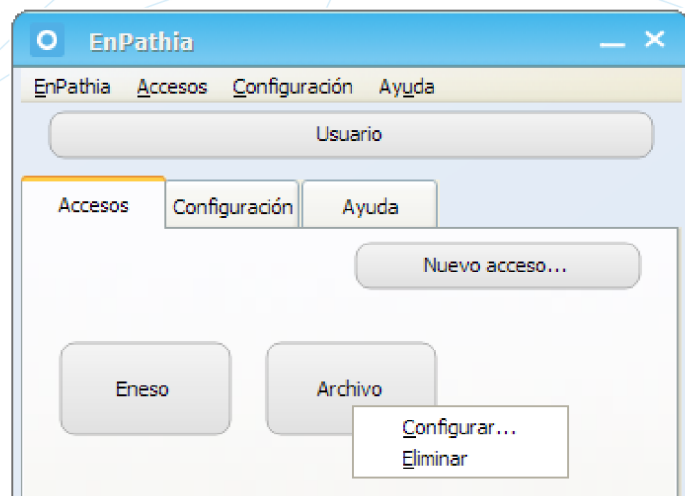 EnPathia
EnPathia Accesos Configuración Ayuda
Usuario
Accesos Configuración Ayuda
Nuevo acceso...
Eneso Archivo
Configurar...
Eliminar